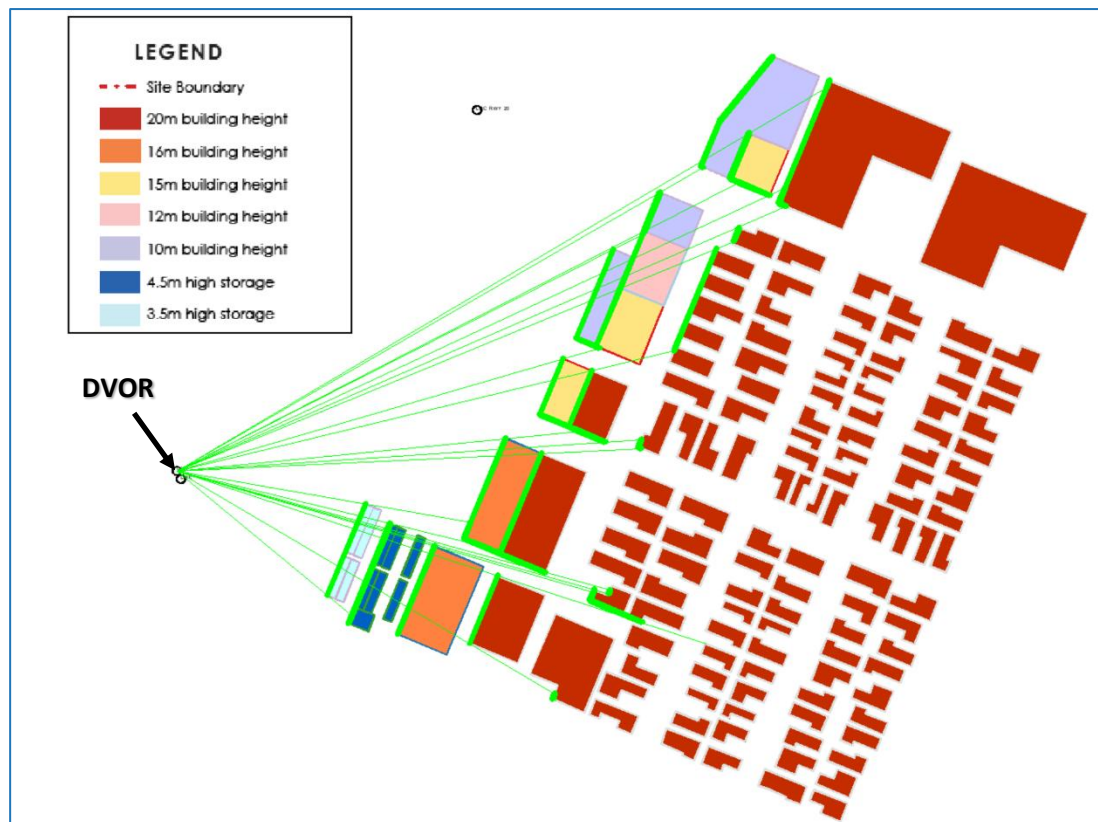 LEGEND
Site Boundary
20m building height
16m building height
15m building height
12m building height
10m building height
4.5m high storage
3.5m high storage
DVOR